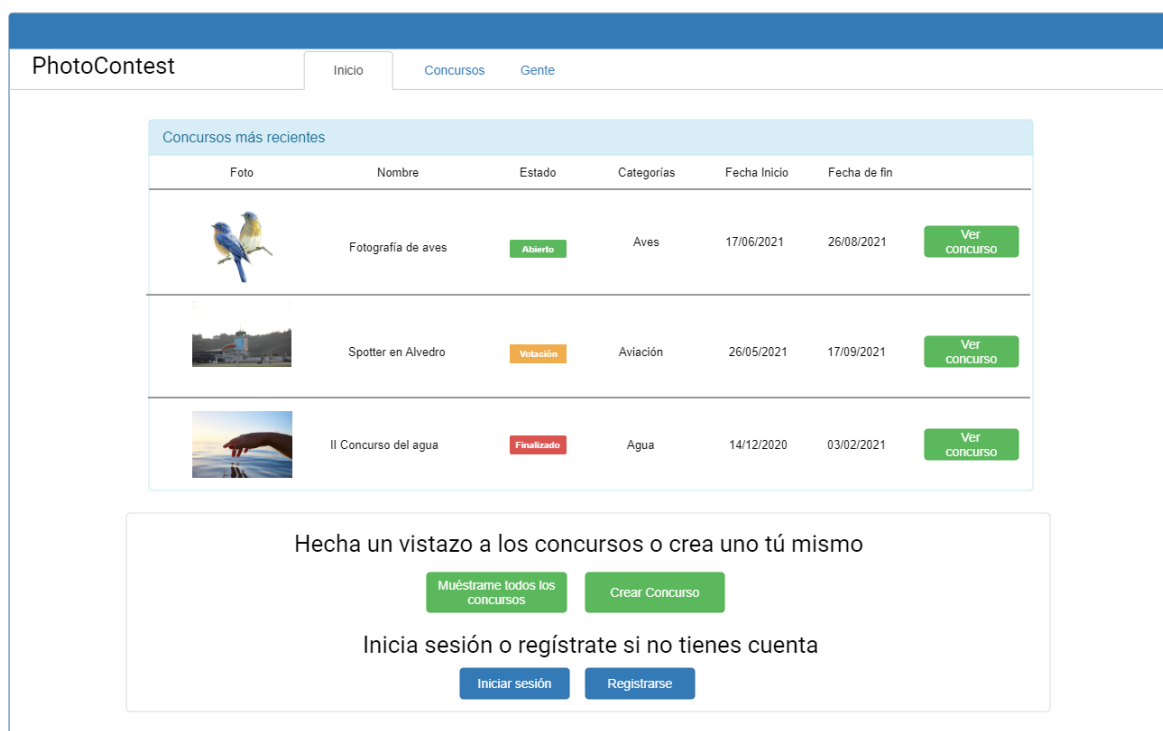 PhotoContest
Inicio Concursos Gente
Concursos más recientes
Foto Nombre Estado Categorías Fecha Inicio Fecha de fin
Fotografía de aves Abierto Aves 17/06/2021 26/08/2021 Ver
concurso
Spotter en Alvedro Votación Aviación 26/05/2021 17/09/2021 Ver
concurso
II Concurso del agua Finalizado Agua 14/12/2020 03/02/2021 Ver
concurso
Hecha un vistazo a los concursos o crea uno tú mismo
Muéstrame todos los
concursos
Crear Concurso
Inicia sesión o regístrate si no tienes cuenta
Iniciar sesión Registrarse